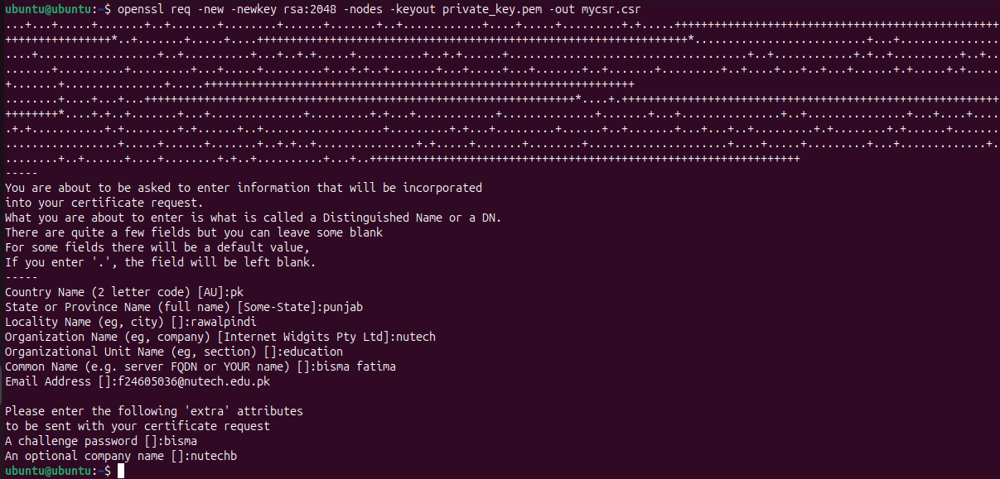 ubuntu@ubuntu:~$ openssl req -new -newkey rsa:2048 -nodes -keyout private_key.pem -out mycsr.csr
-----
You are about to be asked to enter information that will be incorporated
into your certificate request.
What you are about to enter is what is called a Distinguished Name or a DN.
There are quite a few fields but you can leave some blank
For some fields there will be a default value,
If you enter '.', the field will be left blank.
-----
Country Name (2 letter code) [AU]:pk
State or Province Name (full name) [Some-State]:punjab
Locality Name (eg, city) []:rawalpindi
Organization Name (eg, company) [Internet Widgits Pty Ltd]:nutech
Organizational Unit Name (eg, section) []:education
Common Name (e.g. server FQDN or YOUR name) []:bisma fatima
Email Address []:f24605036@nutech.edu.pk
Please enter the following 'extra' attributes
to be sent with your certificate request
A challenge password []:bisma
An optional company name []:nutechb
ubuntu@ubuntu:~$